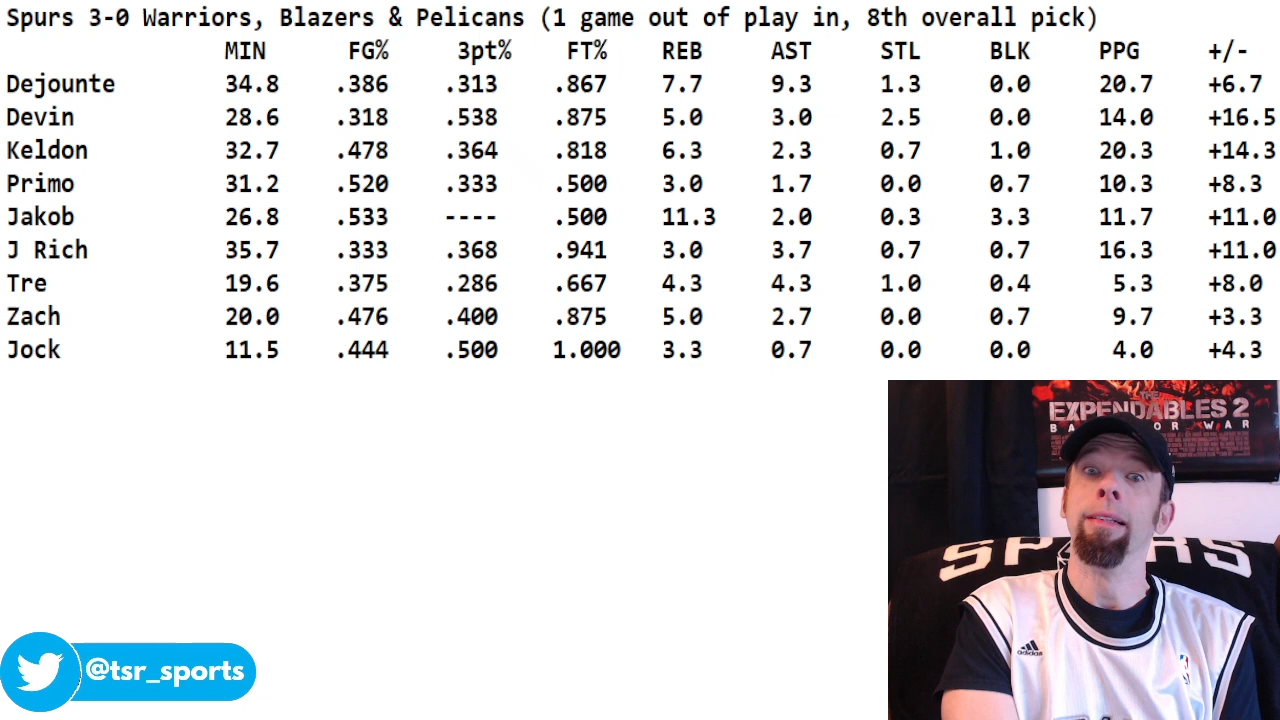 Spurs 3-0 Warriors, Blazers & Pelicans (1 game out of play in, 8th overall pick)
MIN FG% 3pt% FT% REB AST STL BLK PPG +/-
Dejounte 34.8 .386 .313 .867 7.7 9.3 1.3 0.0 20.7 +6.7
Devin 28.6 .318 .538 .875 5.0 3.0 2.5 0.0 14.0 +16.5
Keldon 32.7 .478 .364 .818 6.3 2.3 0.7 1.0 20.3 +14.3
Primo 31.2 .520 .333 .500 3.0 1.7 0.0 0.7 10.3 +8.3
Jakob 26.8 .533 ---- .500 11.3 2.0 0.3 3.3 11.7 +11.0
J Rich 35.7 .333 .368 .941 3.0 3.7 0.7 0.7 16.3 +11.0
Tre 19.6 .375 .286 .667 4.3 4.3 1.0 0.4 5.3 +8.0
Zach 20.0 .476 .400 .875 5.0 2.7 0.0 0.7 9.7 +3.3
Jock 11.5 .444 .500 1.000 3.3 0.7 0.0 0.0 4.0 +4.3
THE
EXPENDABLES 2
WAR
SPURS
adidas
@tsr_sports